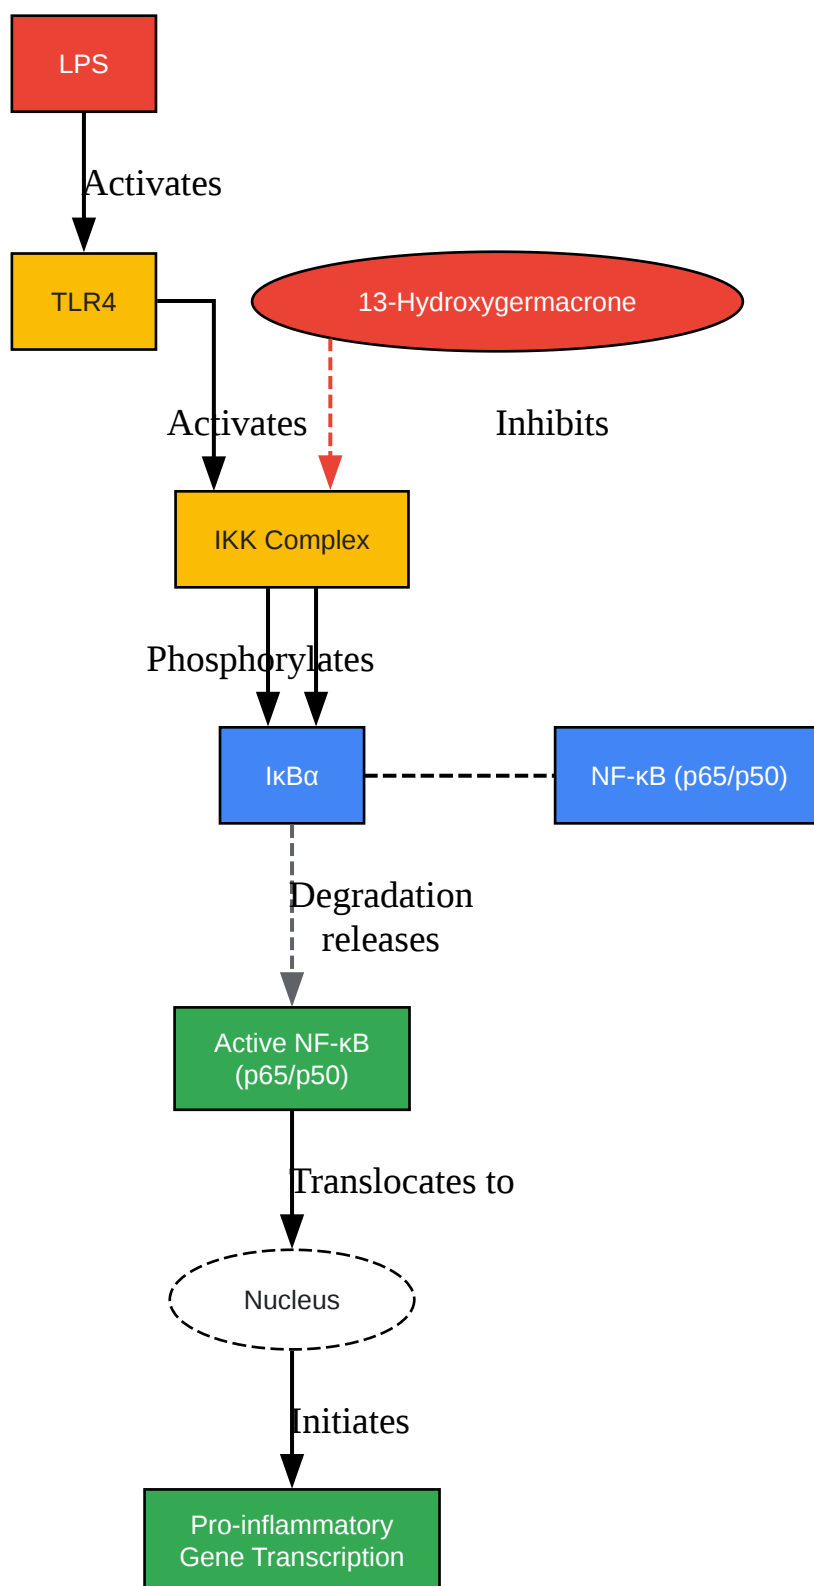 LPS
Activates
TLR4
13-Hydroxygermacrone
Activates
Inhibits
IKK Complex
Phosphorylates
IκBα
NF-κB (p65/p50)
Degradation
releases
Active NF-κB
(p65/p50)
Translocates to
Nucleus
Initiates
Pro-inflammatory
Gene Transcription